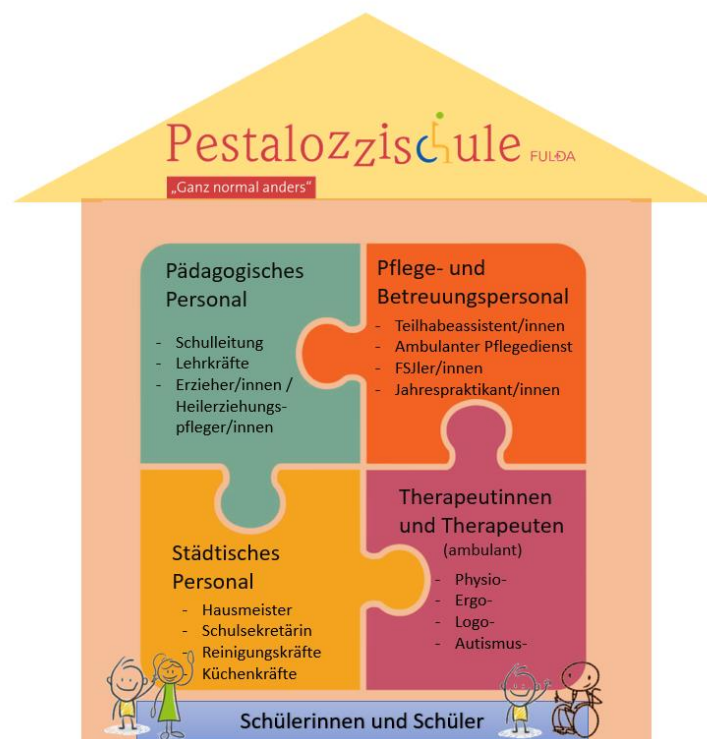 Pestalozzischule FULDA
„Ganz normal anders“
Pädagogisches
Personal
- Schulleitung
- Lehrkräfte
- Erzieher/innen /
Heilerziehungs-
pfleger/innen
Pflege- und
Betreuungspersonal
- Teilhabeassistent/innen
- Ambulanter Pflegedienst
- FSJler/innen
- Jahrespraktikant/innen
Städtisches
Personal
- Hausmeister
- Schulsekretärin
- Reinigungskräfte
- Küchenkräfte
Therapeutinnen
und Therapeuten
(ambulant)
- Physio-
- Ergo-
- Logo-
- Autismus-
Schülerinnen und Schüler